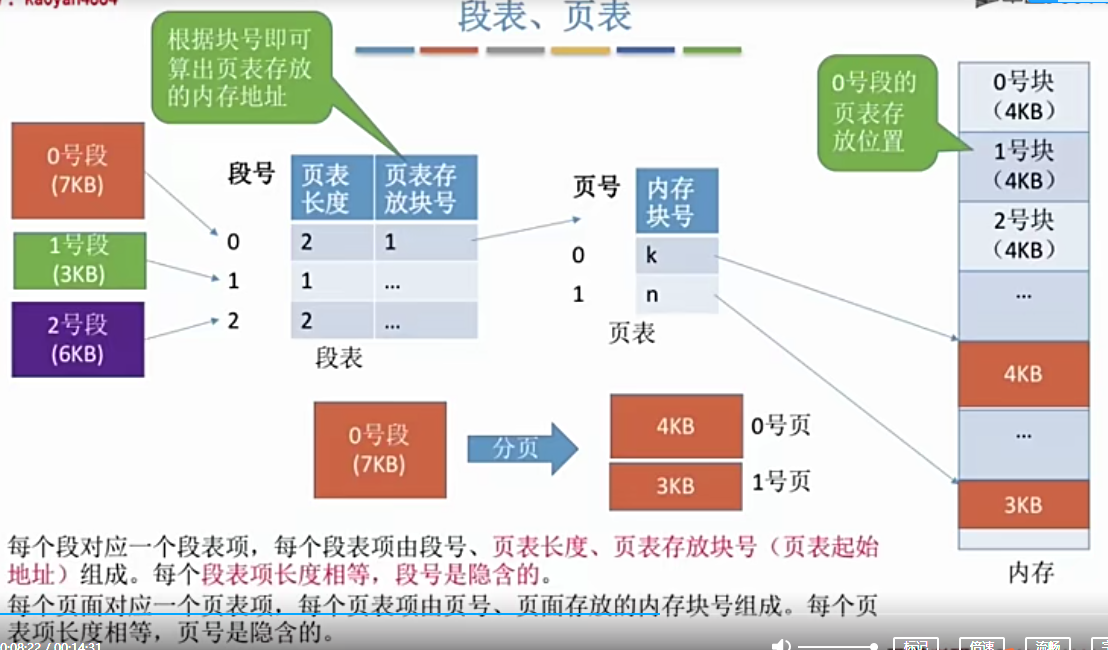 段表、页表
根据块号即可
算出页表存放
的内存地址
0号段的
页表存
放位置
0号段
(7KB)
1号段
(3KB)
2号段
(6KB)
段号
页表
长度
页表存
放块号
0
2
1
1
1
...
2
2
...
段表
页号
内存
块号
0
k
1
n
页表
0号块
(4KB)
1号块
(4KB)
2号块
(4KB)
...
4KB
...
3KB
内存
0号段
(7KB)
分页
4KB
0号页
3KB
1号页
每个段对应一个段表项,每个段表项由段号、页表长度、页表存放块号(页表起始
地址)组成。每个段表项长度相等,段号是隐含的。
每个页面对应一个页表项,每个页表项由页号、页面存放的内存块号组成。每个页
表项长度相等,页号是隐含的。
0:08:22 / 00:14:31
标记
倍速
流畅